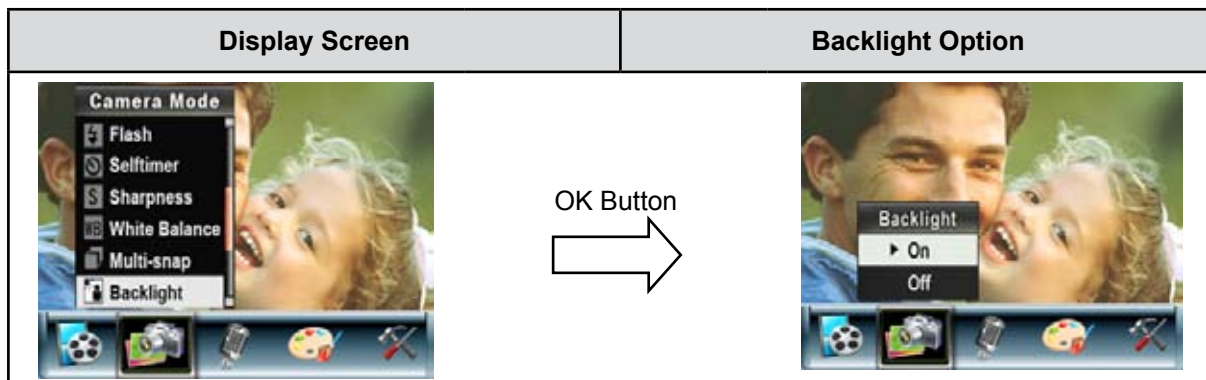 Display Screen
Backlight Option
Camera Mode
Flash
Selftimer
S Sharpness
WB White Balance
Multi-snap
Backlight
OK Button
Backlight
On
Off